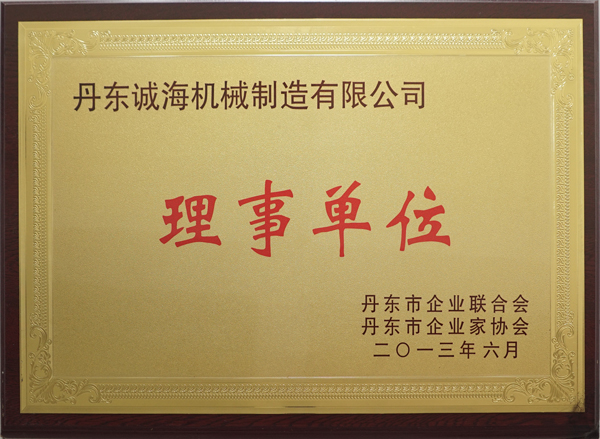 丹东诚海机械制造有限公司
理事单位
丹东市企业联合会
丹东市企业家协会
二〇一三年六月